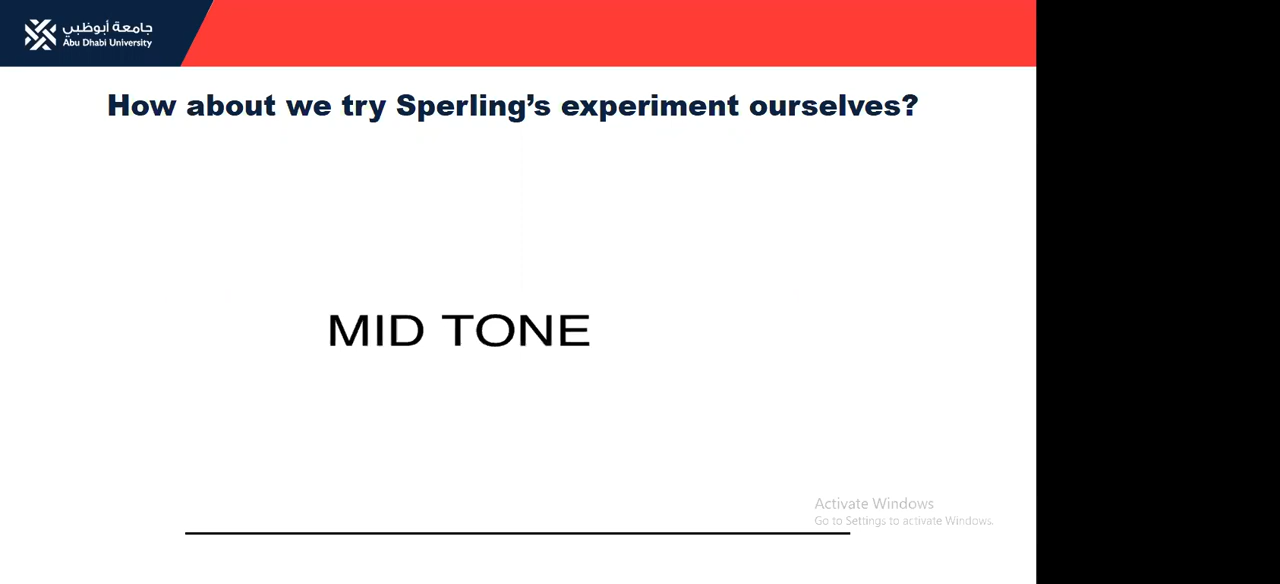 جامعة أبوظبي
Abu Dhabi University
How about we try Sperling’s experiment ourselves?
MID TONE
Activate Windows
Go to Settings to activate Windows.